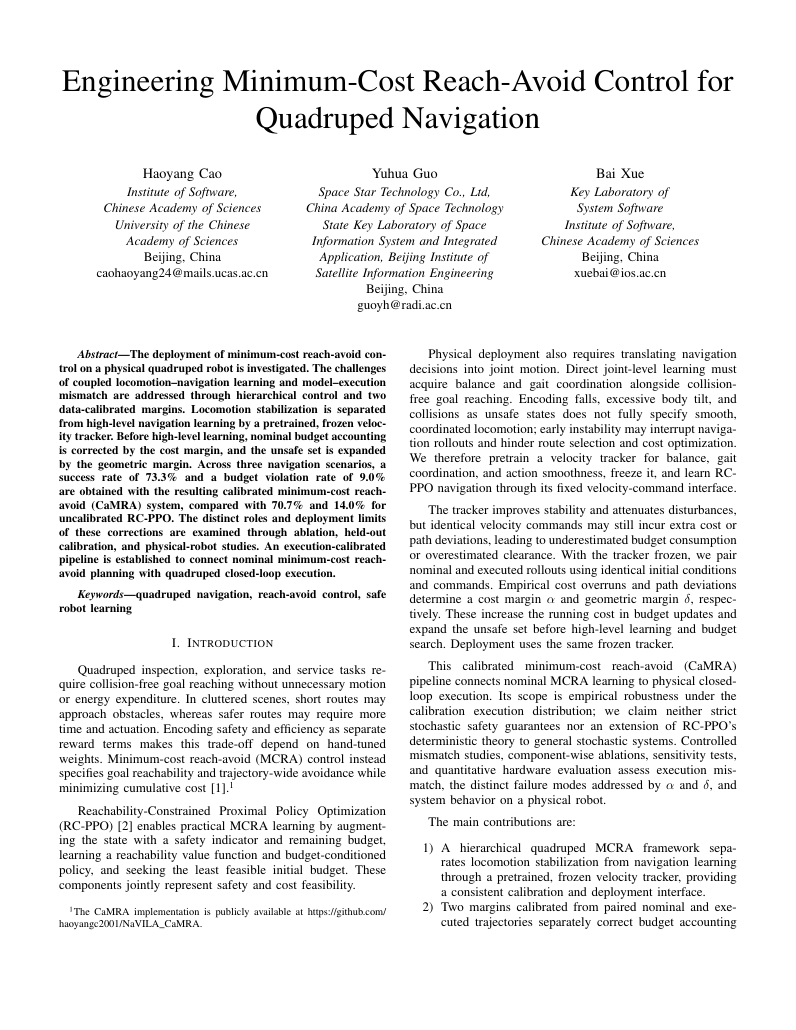 Engineering Minimum-Cost Reach-Avoid Control for
Quadruped Navigation
Haoyang Cao
Institute of Software,
Chinese Academy of Sciences
University of the Chinese
Academy of Sciences
Beijing, China
caohaoyang24@mails.ucas.ac.cn
Yuhua Guo
Space Star Technology Co., Ltd,
China Academy of Space Technology
State Key Laboratory of Space
Information System and Integrated
Application, Beijing Institute of
Satellite Information Engineering
Beijing, China
guoyh@radi.ac.cn
Bai Xue
Key Laboratory of
System Software
Institute of Software,
Chinese Academy of Sciences
Beijing, China
xuebai@ios.ac.cn
Abstract—The deployment of minimum-cost reach-avoid con-
trol on a physical quadruped robot is investigated. The challenges
of coupled locomotion–navigation learning and model–execution
mismatch are addressed through hierarchical control and two
data-calibrated margins. Locomotion stabilization is separated
from high-level navigation learning by a pretrained, frozen veloc-
ity tracker. Before high-level learning, nominal budget accounting
is corrected by the cost margin, and the unsafe set is expanded
by the geometric margin. Across three navigation scenarios, a
success rate of 73.3% and a budget violation rate of 9.0%
are obtained with the resulting calibrated minimum-cost reach-
avoid (CaMRA) system, compared with 70.7% and 14.0% for
uncalibrated RC-PPO. The distinct roles and deployment limits
of these corrections are examined through ablation, held-out
calibration, and physical-robot studies. An execution-calibrated
pipeline is established to connect nominal minimum-cost reach-
avoid planning with quadruped closed-loop execution.
Keywords—quadruped navigation, reach-avoid control, safe
robot learning
I. INTRODUCTION
Quadruped inspection, exploration, and service tasks re-
quire collision-free goal reaching without unnecessary motion
or energy expenditure. In cluttered scenes, short routes may
approach obstacles, whereas safer routes may require more
time and actuation. Encoding safety and efficiency as separate
reward terms makes this trade-off depend on hand-tuned
weights. Minimum-cost reach-avoid (MCRA) control instead
specifies goal reachability and trajectory-wide avoidance while
minimizing cumulative cost [1].1
Reachability-Constrained Proximal Policy Optimization
(RC-PPO) [2] enables practical MCRA learning by augment-
ing the state with a safety indicator and remaining budget,
learning a reachability value function and budget-conditioned
policy, and seeking the least feasible initial budget. These
components jointly represent safety and cost feasibility.
1The CaMRA implementation is publicly available at https://github.com/
haoyangc2001/NaVILA_CaMRA.
Physical deployment also requires translating navigation
decisions into joint motion. Direct joint-level learning must
acquire balance and gait coordination alongside collision-
free goal reaching. Encoding falls, excessive body tilt, and
collisions as unsafe states does not fully specify smooth,
coordinated locomotion; early instability may interrupt naviga-
tion rollouts and hinder route selection and cost optimization.
We therefore pretrain a velocity tracker for balance, gait
coordination, and action smoothness, freeze it, and learn RC-
PPO navigation through its fixed velocity-command interface.
The tracker improves stability and attenuates disturbances,
but identical velocity commands may still incur extra cost or
path deviations, leading to underestimated budget consumption
or overestimated clearance. With the tracker frozen, we pair
nominal and executed rollouts using identical initial conditions
and commands. Empirical cost overruns and path deviations
determine a cost margin α and geometric margin δ, respec-
tively. These increase the running cost in budget updates and
expand the unsafe set before high-level learning and budget
search. Deployment uses the same frozen tracker.
This calibrated minimum-cost reach-avoid (CaMRA)
pipeline connects nominal MCRA learning to physical closed-
loop execution. Its scope is empirical robustness under the
calibration execution distribution; we claim neither strict
stochastic safety guarantees nor an extension of RC-PPO's
deterministic theory to general stochastic systems. Controlled
mismatch studies, component-wise ablations, sensitivity tests,
and quantitative hardware evaluation assess execution mis-
match, the distinct failure modes addressed by α and δ, and
system behavior on a physical robot.
The main contributions are:
1) A hierarchical quadruped MCRA framework sepa-
rates locomotion stabilization from navigation learning
through a pretrained, frozen velocity tracker, providing
a consistent calibration and deployment interface.
2) Two margins calibrated from paired nominal and exe-
cuted trajectories separately correct budget accounting